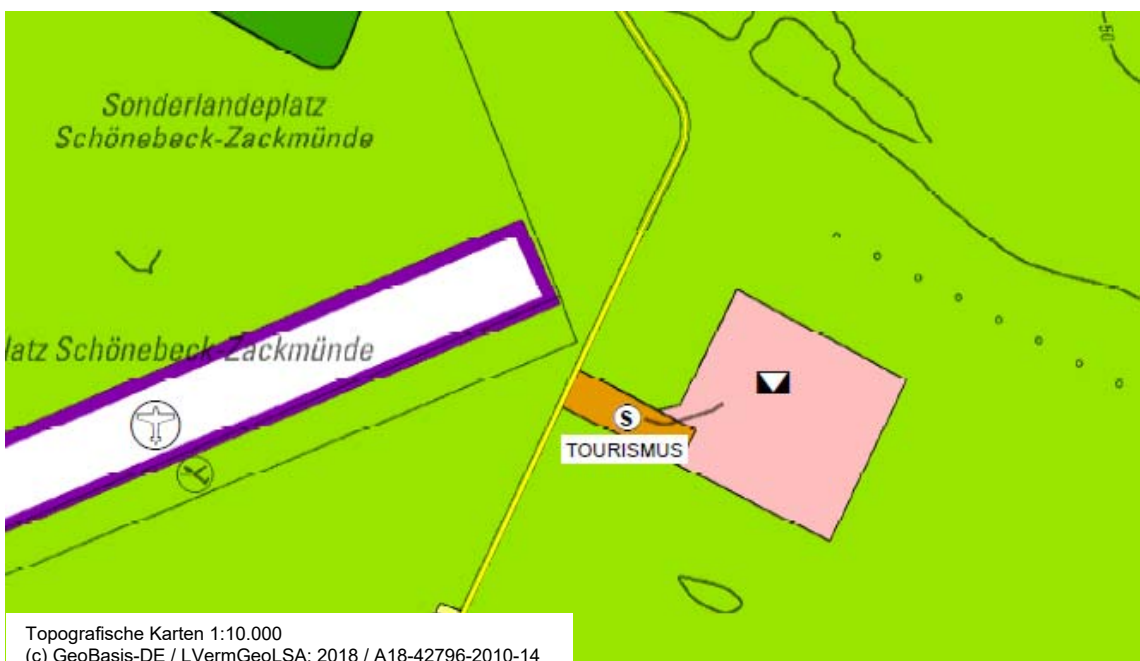 50
Sonderlandeplatz
Schönebeck-Zackmünde
latz Schönebeck-Zackmünde
S
TOURISMUS
Topografische Karten 1:10.000
(c) GeoBasis-DE / LVermGeoLSA; 2018 / A18-42796-2010-14